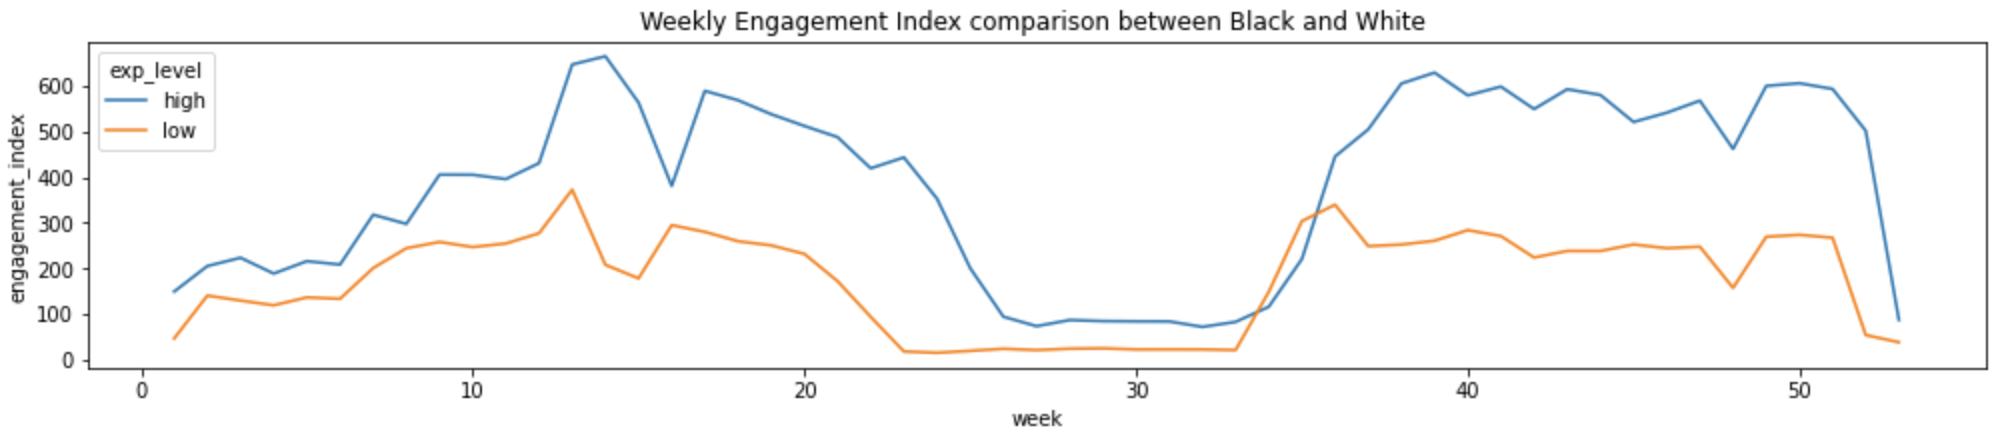 Weekly Engagement Index comparison between Black and White
exp_level
high
low
engagement_index
600
500
400
300
200
100
0
0 10 20 30 40 50
week